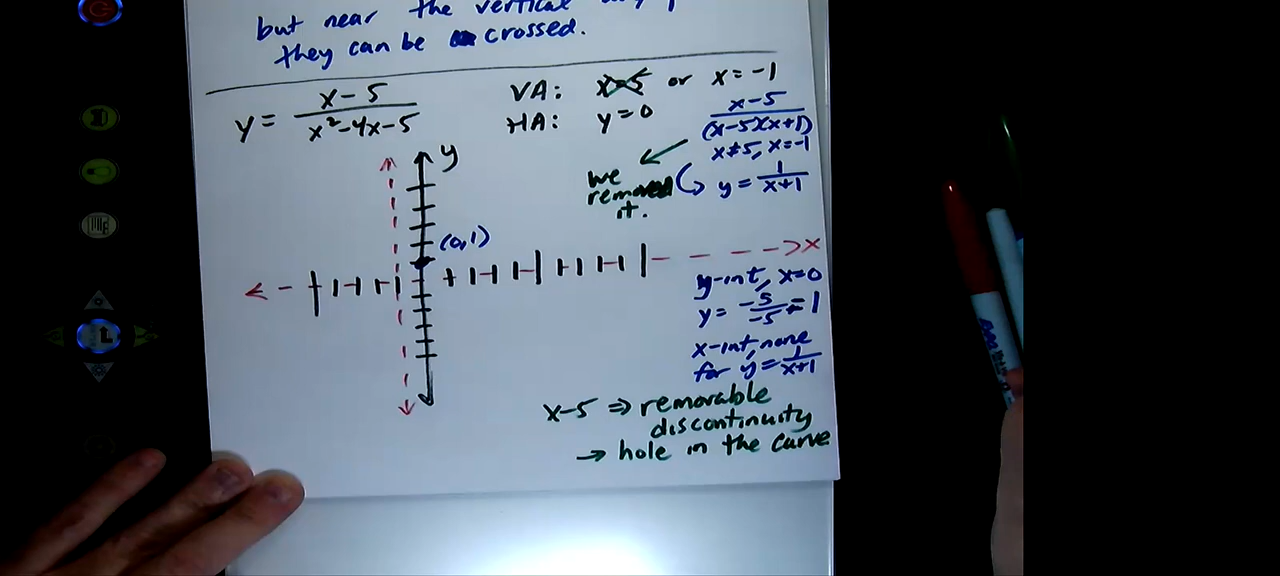 but near the vertical
they can be crossed.
y = (x-5)/(x²-4x-5)
VA: x=5 or x=-1
HA: y=0
(x-5)/((x-5)(x+1))
x≠5, x=-1
y = 1/(x+1)
we
removed
it.
y
(0,1)
x
y-int, x=0
y = -5/-5 = 1
x-int, none
for y = 1/(x+1)
x-5 ⇒ removable
discontinuity
→ hole in the curve